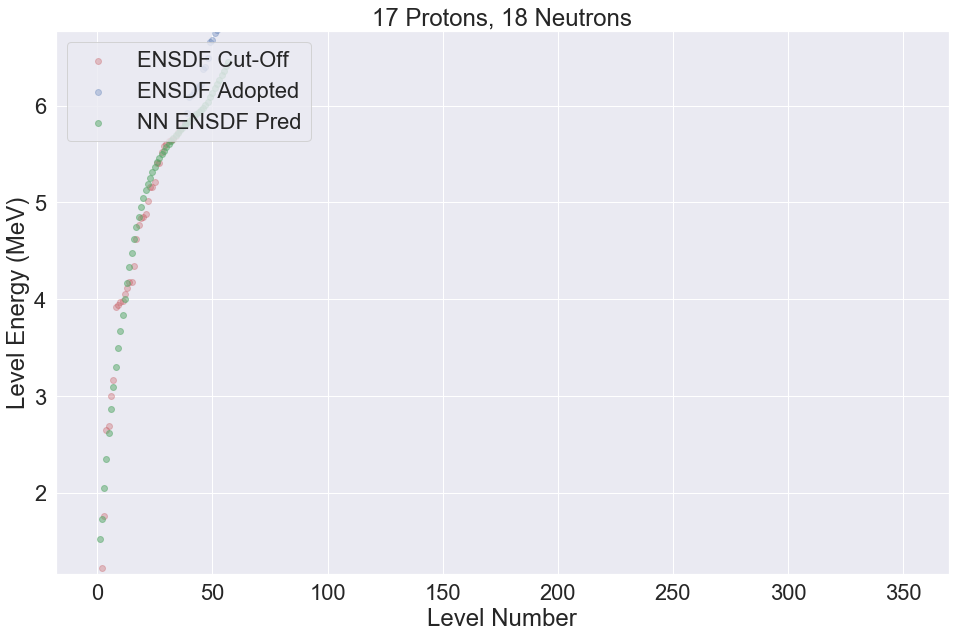 17 Protons, 18 Neutrons
ENSDF Cut-Off
ENSDF Adopted
NN ENSDF Pred
6
5
4
3
2
Level Energy (MeV)
0 50 100 150 200 250 300 350
Level Number